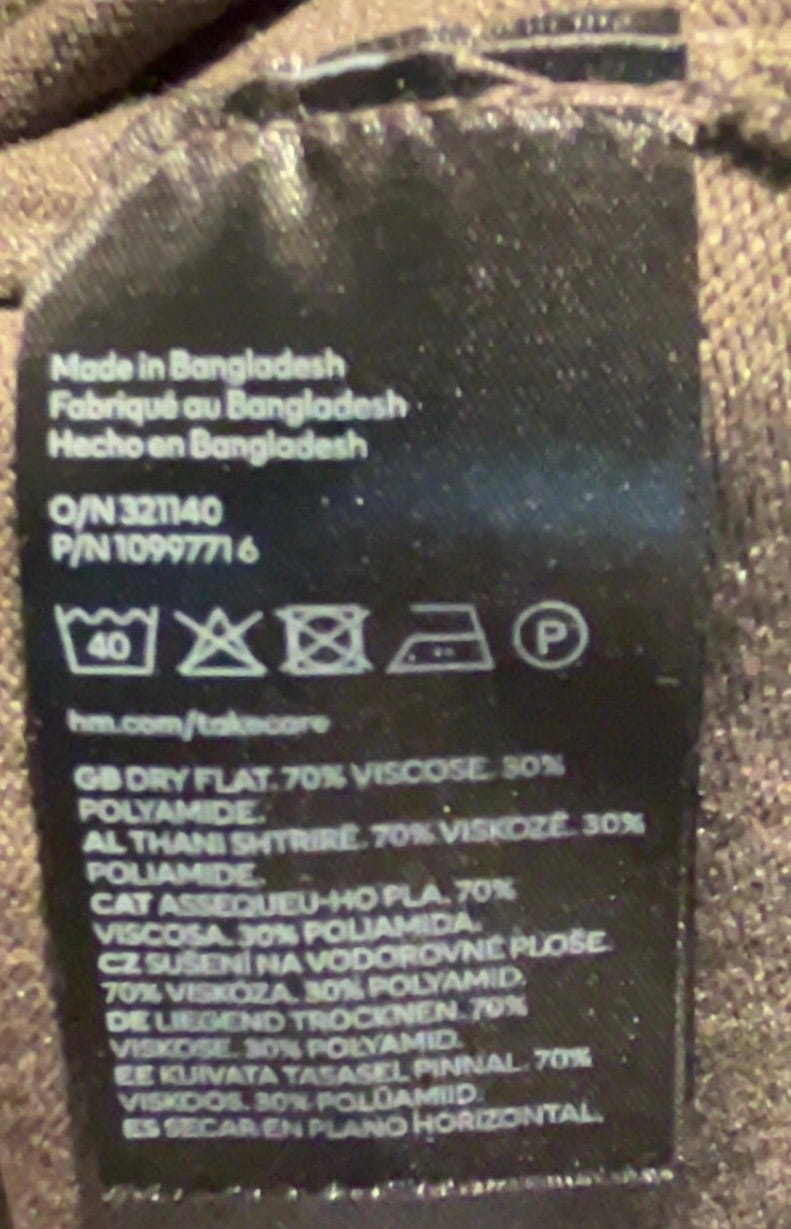 Made in Bangladesh
Fabriqué au Bangladesh
Hecho en Bangladesh
O/N 321140
P/N 10997716
40
P
hm.com/takecare
GB DRY FLAT. 70% VISCOSE. 30%
POLYAMIDE.
AL THANI SHTRIRË. 70% VISKOZË. 30%
POLIAMIDE.
CAT ASSEQUEU-HO PLA. 70%
VISCOSA. 30% POLIAMIDA.
CZ SUŠENÍ NA VODOROVNÉ PLOŠE.
70% VISKÓZA. 30% POLYAMID.
DE LIEGEND TROCKNEN. 70%
VISKOSE. 30% POLYAMID.
EE KUIVATA TASASEL PINNAL. 70%
VISKOOS. 30% POLÜAMIID.
ES SECAR EN PLANO HORIZONTAL.